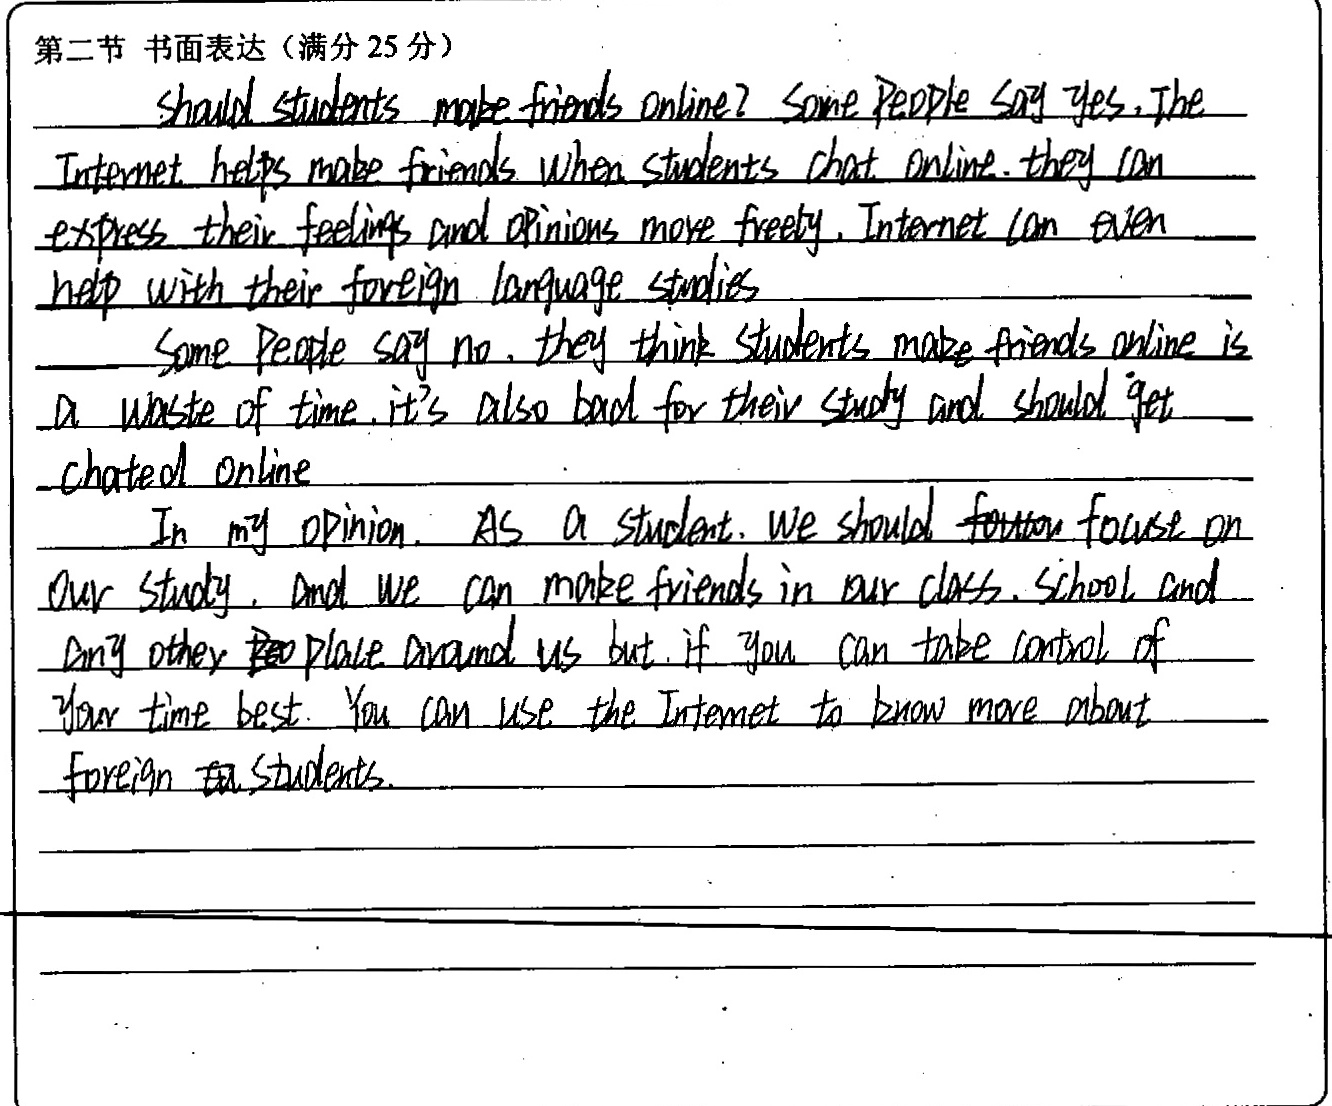 第二节 书面表达（满分 25 分）
should students make friends online? Some People say yes. The
Internet helps make friends when students chat online. they can
express their feelings and opinions more freely. Internet can even
help with their foreign language studies
Some People say no. they think students make friends online is
a waste of time. it's also bad for their study and should get
chated online
In my opinion. As a student. We should focuse on
our study. and we can make friends in our class. school and
any other place around us but. if you can take control of
your time best. You can use the Internet to know more about
foreign students.